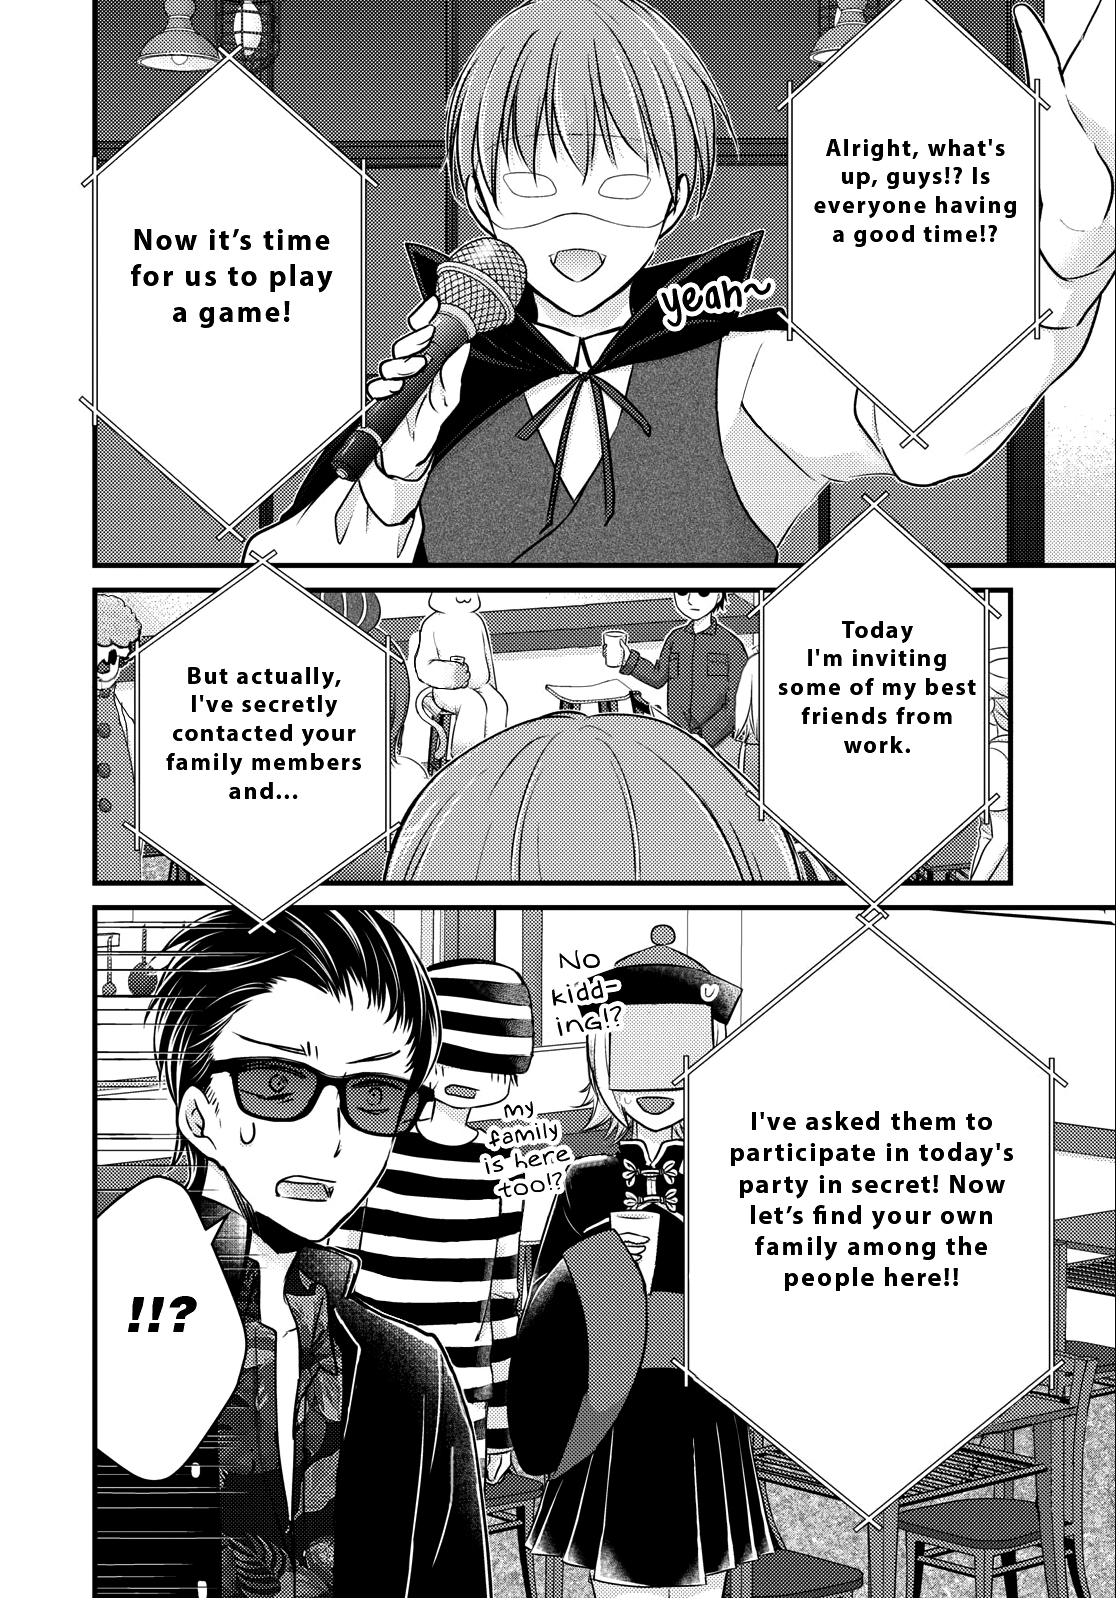 Alright, what's
up, guys!? Is
everyone having
a good time!?
yeah~
Now it’s time
for us to play
a game!
Today
I'm inviting
some of my best
friends from
work.
But actually,
I've secretly
contacted your
family members
and...
I've asked them to
participate in today's
party in secret! Now
let’s find your own
family among the
people here!!
No
kidd-
ing!?
my
family
is here
too!?
!!?